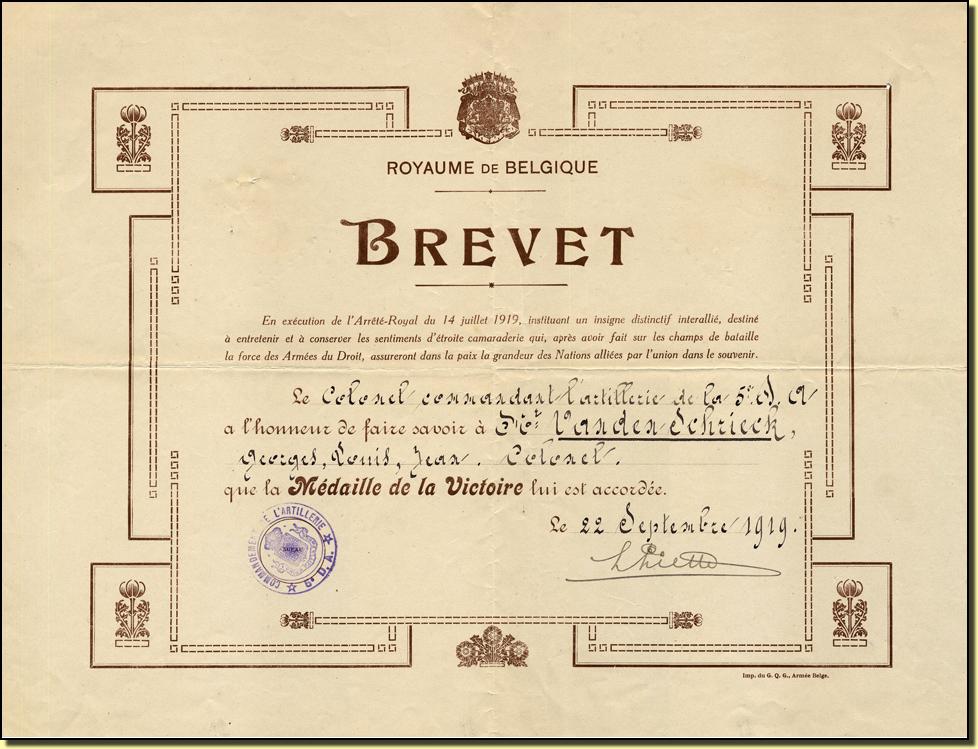 ROYAUME DE BELGIQUE
BREVET
En exécution de l'Arrêté-Royal du 14 juillet 1919, instituant un insigne distinctif interallié, destiné
à entretenir et à conserver les sentiments d'étroite camaraderie qui, après avoir fait sur les champs de bataille
la force des Armées du Droit, assureront dans la paix la grandeur des Nations alliées par l'union dans le souvenir.
Le Colonel commandant l'artillerie de la 5e D. A
a l'honneur de faire savoir à Mr Vanden Schrieck,
Georges, Louis, Jean. Colonel.
que la Médaille de la Victoire lui est accordée.
Le 22 Septembre 1919.
COMMANDEMENT DE L'ARTILLERIE
D. A.
Imp. du G. Q. G., Armée Belge.